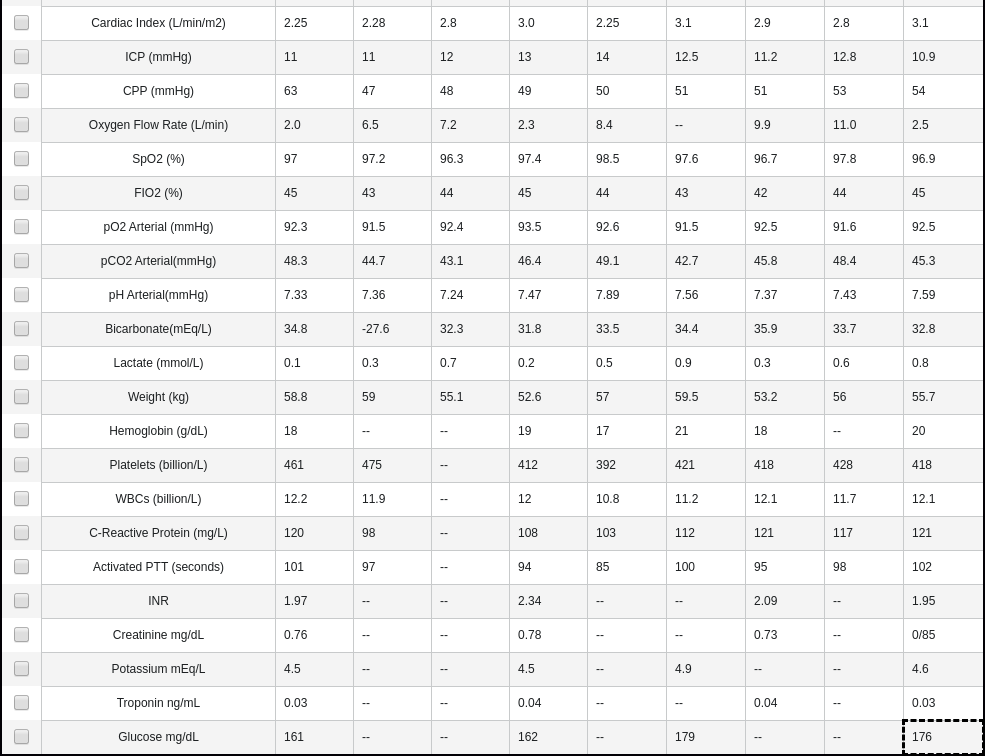 Cardiac Index (L/min/m2) 2.25 2.28 2.8 3.0 2.25 3.1 2.9 2.8 3.1
ICP (mmHg) 11 11 12 13 14 12.5 11.2 12.8 10.9
CPP (mmHg) 63 47 48 49 50 51 51 53 54
Oxygen Flow Rate (L/min) 2.0 6.5 7.2 2.3 8.4 -- 9.9 11.0 2.5
SpO2 (%) 97 97.2 96.3 97.4 98.5 97.6 96.7 97.8 96.9
FIO2 (%) 45 43 44 45 44 43 42 44 45
pO2 Arterial (mmHg) 92.3 91.5 92.4 93.5 92.6 91.5 92.5 91.6 92.5
pCO2 Arterial(mmHg) 48.3 44.7 43.1 46.4 49.1 42.7 45.8 48.4 45.3
pH Arterial(mmHg) 7.33 7.36 7.24 7.47 7.89 7.56 7.37 7.43 7.59
Bicarbonate(mEq/L) 34.8 -27.6 32.3 31.8 33.5 34.4 35.9 33.7 32.8
Lactate (mmol/L) 0.1 0.3 0.7 0.2 0.5 0.9 0.3 0.6 0.8
Weight (kg) 58.8 59 55.1 52.6 57 59.5 53.2 56 55.7
Hemoglobin (g/dL) 18 -- -- 19 17 21 18 -- 20
Platelets (billion/L) 461 475 -- 412 392 421 418 428 418
WBCs (billion/L) 12.2 11.9 -- 12 10.8 11.2 12.1 11.7 12.1
C-Reactive Protein (mg/L) 120 98 -- 108 103 112 121 117 121
Activated PTT (seconds) 101 97 -- 94 85 100 95 98 102
INR 1.97 -- -- 2.34 -- -- 2.09 -- 1.95
Creatinine mg/dL 0.76 -- -- 0.78 -- -- 0.73 -- 0/85
Potassium mEq/L 4.5 -- -- 4.5 -- 4.9 -- -- 4.6
Troponin ng/mL 0.03 -- -- 0.04 -- -- 0.04 -- 0.03
Glucose mg/dL 161 -- -- 162 -- 179 -- -- 176